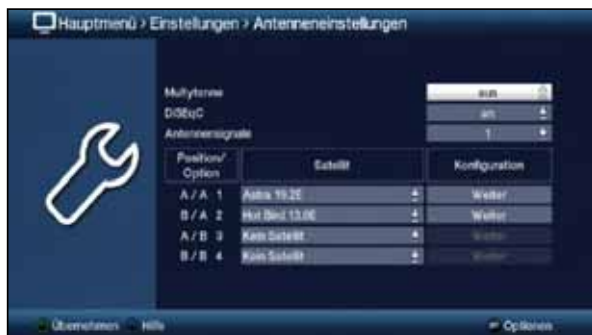 Hauptmenü > Einstellungen > Antenneneinstellungen
Multytenne aus
DiSEqC an
Antennensignale 1
Position/ Option Satellit Konfiguration
A / A 1 Astra 19.2E Weiter
B / A 2 Hot Bird 13.0E Weiter
A / B 3 Kein Satellit Weiter
B / B 4 Kein Satellit Weiter
Übernehmen Hilfe Optionen